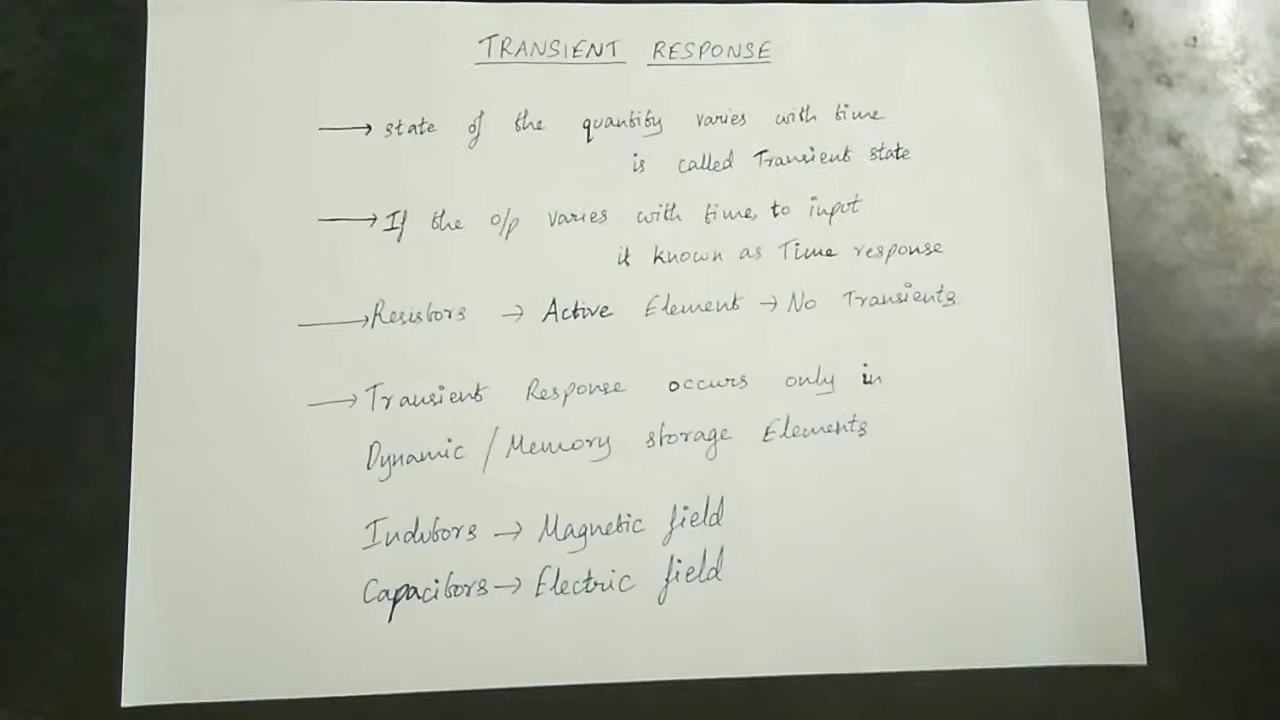 TRANSIENT RESPONSE
→ state of the quantity varies with time
is called Transient state
→ If the o/p varies with time, to input
it known as Time response
→ Resistors → Active Element → No Transients.
→ Transient Response occurs only in
Dynamic / Memory storage Elements
Indutors → Magnetic field
Capacitors → Electric field